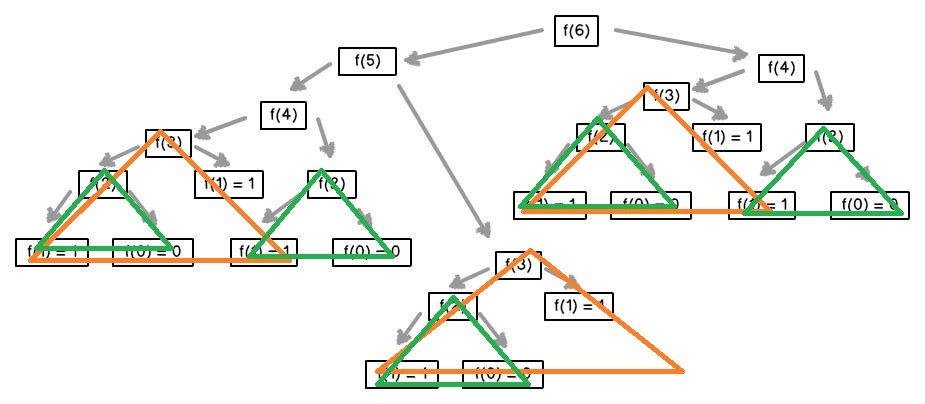 f(6)
f(5)
f(4)
f(4)
f(3)
f(3)
f(2)
f(1) = 1
f(2)
f(1) = 1
f(2)
f(2)
f(1) = 1
f(0) = 0
f(1) = 1
f(0) = 0
f(1) = 1
f(0) = 0
f(1) = 1
f(0) = 0
f(3)
f(2)
f(1) = 1
f(1) = 1
f(0) = 0